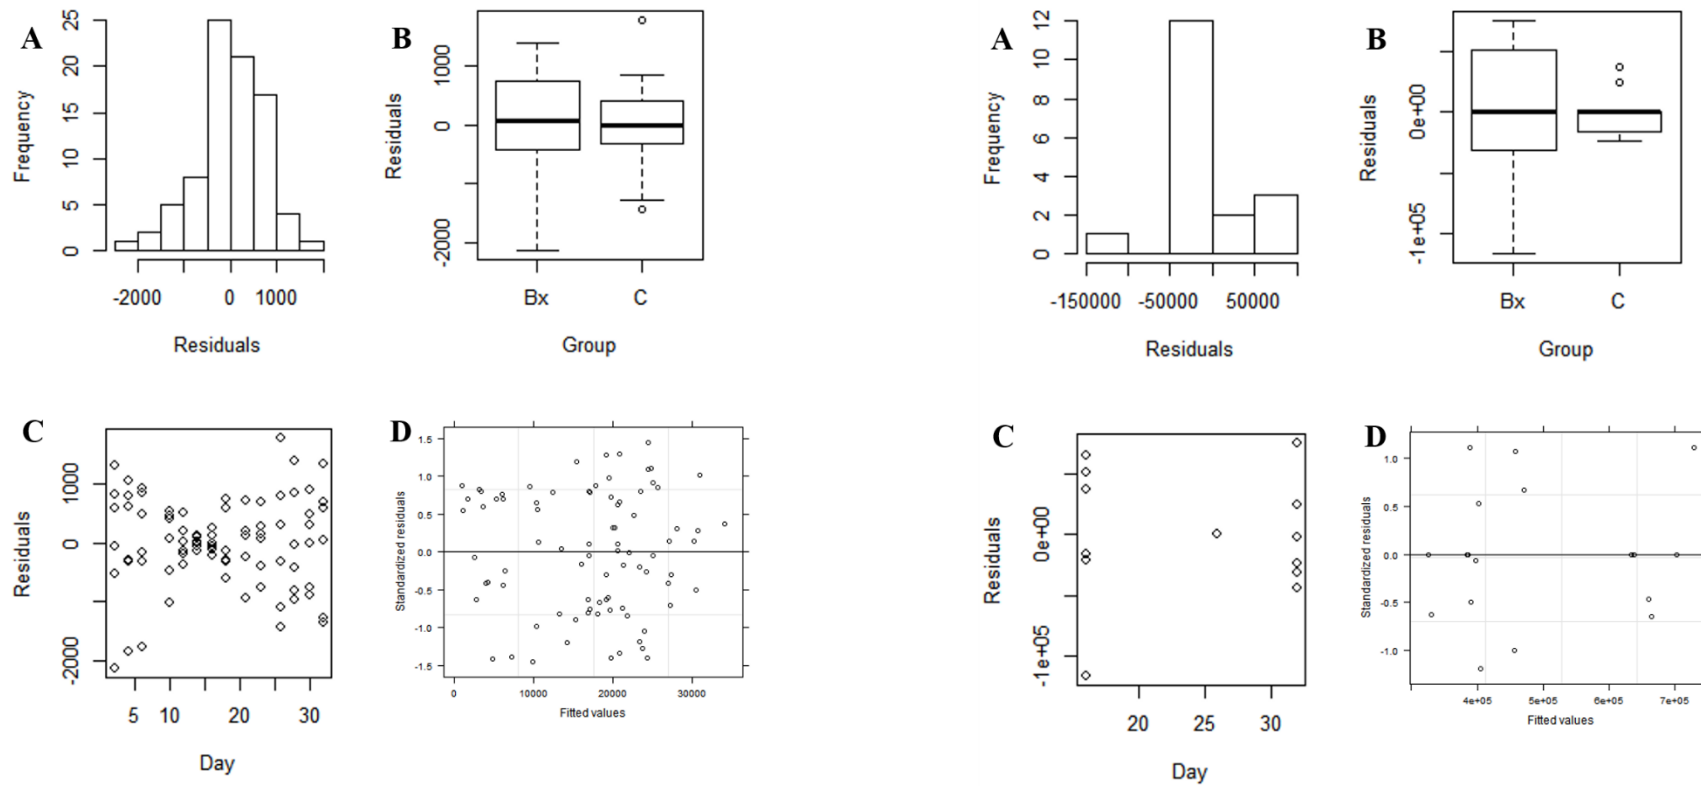 A
Frequency
25
20
15
10
5
0
-2000 0 1000
Residuals
B
Residuals
1000
0
-2000
Bx C
Group
A
Frequency
12
10
8
6
4
2
0
-150000 -50000 50000
Residuals
B
Residuals
0e+00
-1e+05
Bx C
Group
C
Residuals
1000
0
-2000
5 10 20 30
Day
D
Standardized residuals
1.5
1.0
0.5
0.0
-0.5
-1.0
-1.5
0 10000 20000 30000
Fitted values
C
Residuals
0e+00
-1e+05
20 25 30
Day
D
Standardized residuals
1.0
0.5
0.0
-0.5
-1.0
4e+05 5e+05 6e+05 7e+05
Fitted values